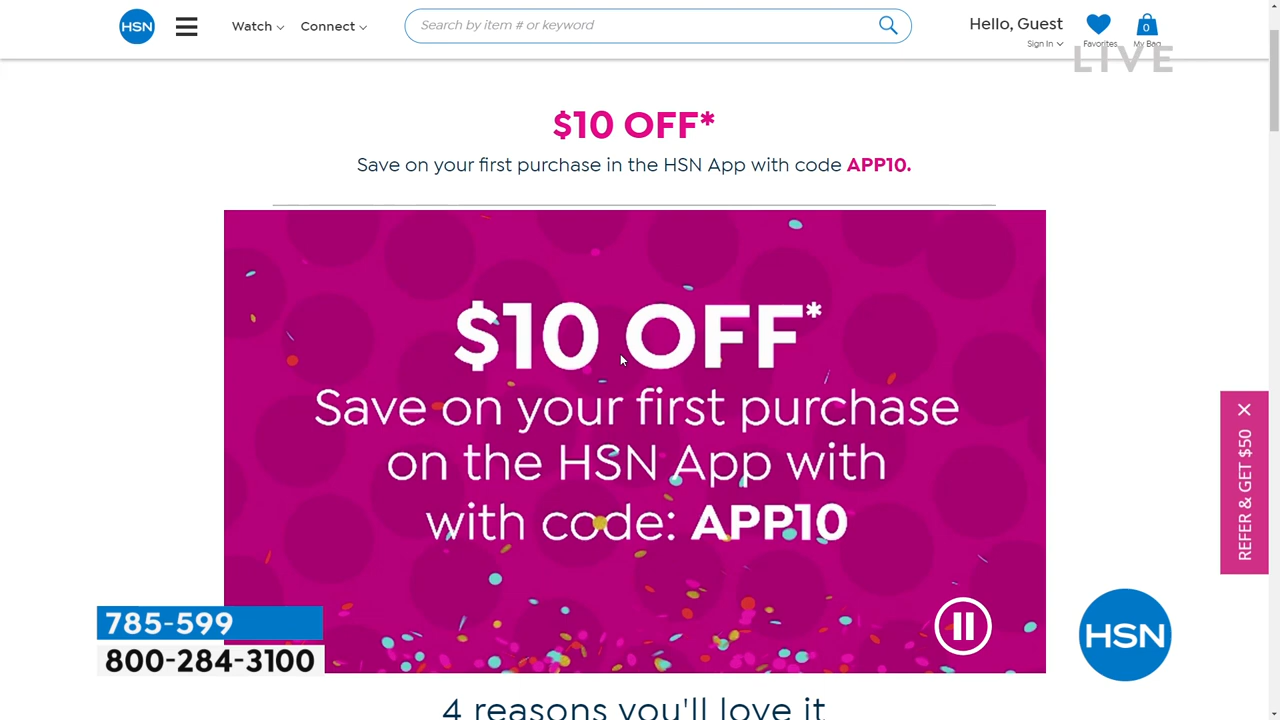 HSN
Watch
Connect
Search by item # or keyword
Hello, Guest
Sign In
Favorites
0
My Bag
LIVE
$10 OFF*
Save on your first purchase in the HSN App with code APP10.
$10 OFF*
Save on your first purchase
on the HSN App with
with code: APP10
REFER & GET $50
785-599
800-284-3100
HSN
4 reasons you'll love it